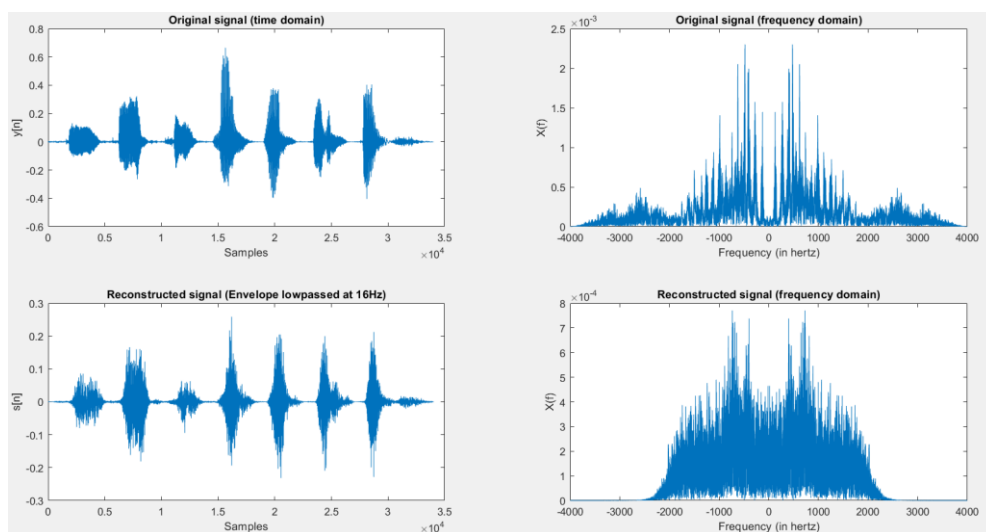 Original signal (time domain)
0.8
0.6
0.4
0.2
0
-0.2
-0.4
-0.6
y[n]
0 0.5 1 1.5 2 2.5 3 3.5
Samples
×10⁴
Original signal (frequency domain)
×10⁻³
2.5
2
1.5
1
0.5
0
X(f)
-4000 -3000 -2000 -1000 0 1000 2000 3000 4000
Frequency (in hertz)
Reconstructed signal (Envelope lowpassed at 16Hz)
0.3
0.2
0.1
0
-0.1
-0.2
-0.3
s[n]
0 0.5 1 1.5 2 2.5 3 3.5
Samples
×10⁴
Reconstructed signal (frequency domain)
×10⁻⁴
8
7
6
5
4
3
2
1
0
X(f)
-4000 -3000 -2000 -1000 0 1000 2000 3000 4000
Frequency (in hertz)